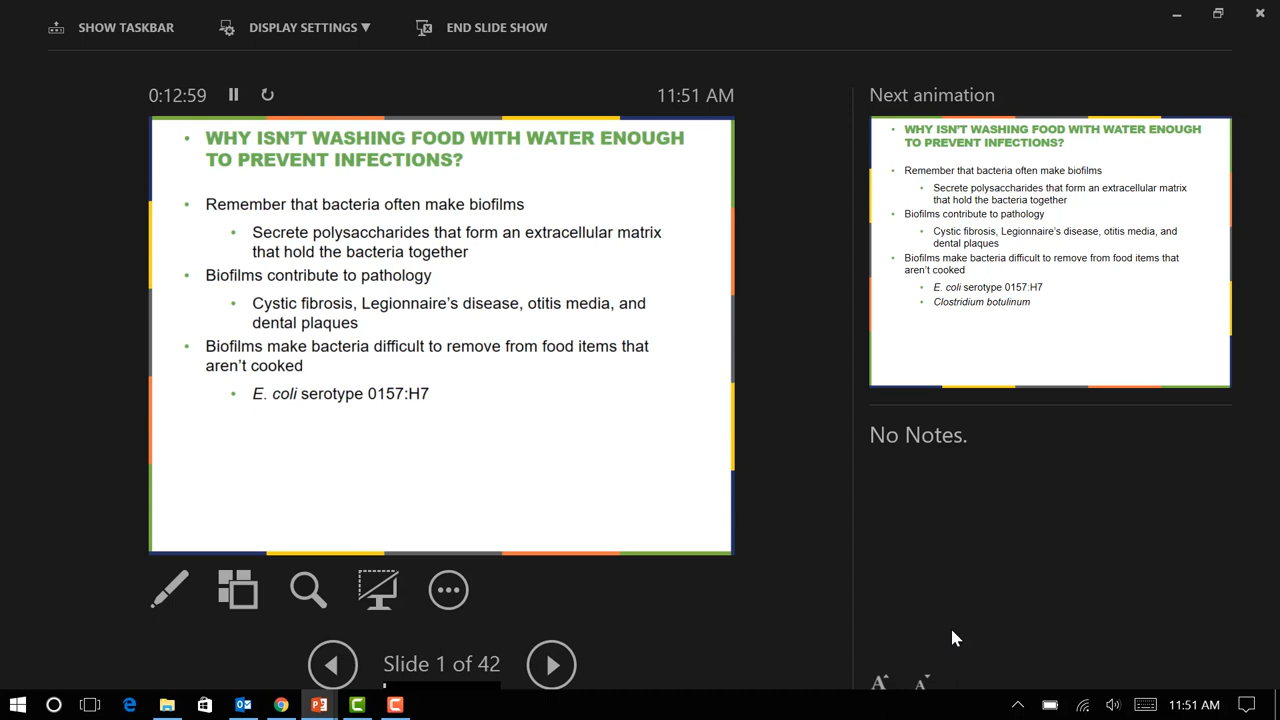 SHOW TASKBAR
DISPLAY SETTINGS ▼
END SLIDE SHOW
0:12:59
11:51 AM
• WHY ISN'T WASHING FOOD WITH WATER ENOUGH
TO PREVENT INFECTIONS?
• Remember that bacteria often make biofilms
• Secrete polysaccharides that form an extracellular matrix
that hold the bacteria together
• Biofilms contribute to pathology
• Cystic fibrosis, Legionnaire's disease, otitis media, and
dental plaques
• Biofilms make bacteria difficult to remove from food items that
aren't cooked
• E. coli serotype 0157:H7
Slide 1 of 42
Next animation
• WHY ISN'T WASHING FOOD WITH WATER ENOUGH
TO PREVENT INFECTIONS?
• Remember that bacteria often make biofilms
• Secrete polysaccharides that form an extracellular matrix
that hold the bacteria together
• Biofilms contribute to pathology
• Cystic fibrosis, Legionnaire's disease, otitis media, and
dental plaques
• Biofilms make bacteria difficult to remove from food items that
aren't cooked
• E. coli serotype 0157:H7
• Clostridium botulinum
No Notes.
A A
11:51 AM